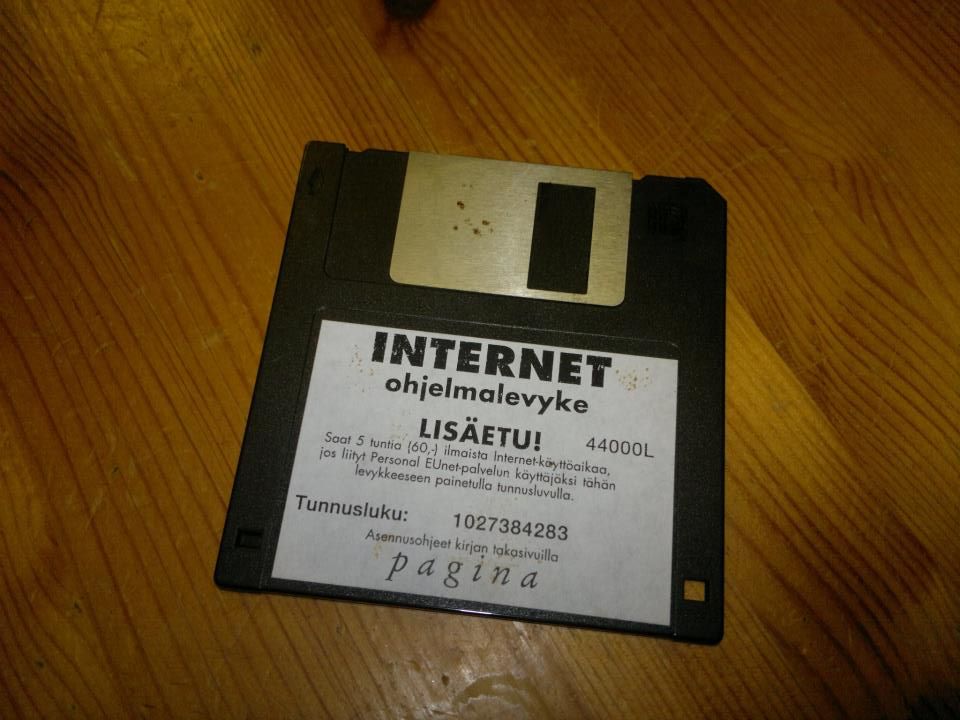 INTERNET
ohjelmalevyke
LISÄETU! 44000L
Saat 5 tuntia (60,-) ilmaista Internet-käyttöaikaa,
jos liityt Personal EUnet-palvelun käyttäjäksi tähän
levykkeeseen painetulla tunnusluvulla.
Tunnusluku: 1027384283
Asennusohjeet kirjan takasivuilla
pagina